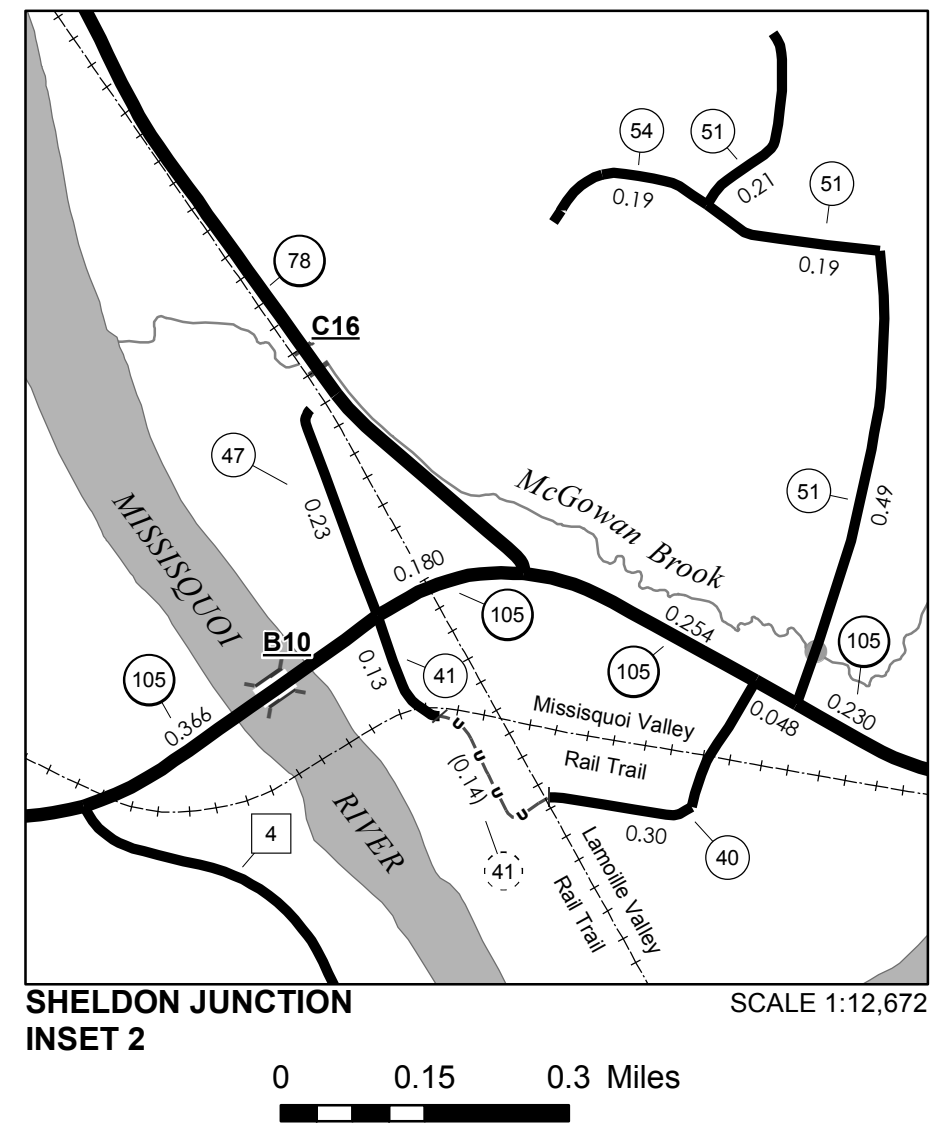 54
51
0.21
0.19
51
0.19
78
C16
47
0.23
51
0.49
McGowan Brook
MISSISQUOI
0.180
105
0.254
105
B10
105
105
0.366
0.13
41
0.048
0.230
Missisquoi Valley
Rail Trail
(0.14)
4
RIVER
0.30
40
41
Lamoille Valley
Rail Trail
SHELDON JUNCTION
INSET 2
SCALE 1:12,672
0 0.15 0.3 Miles